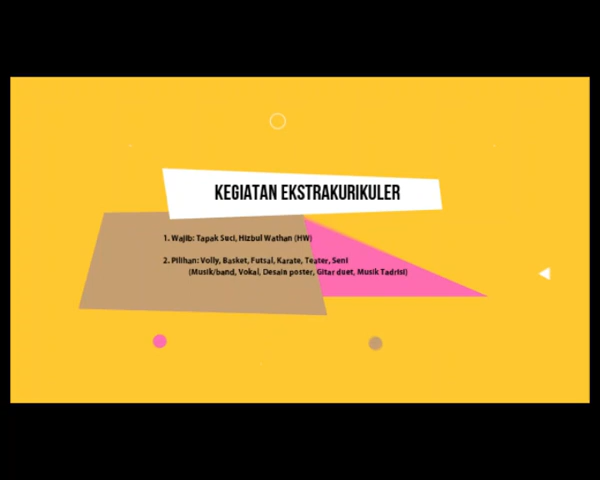 KEGIATAN EKSTRAKURIKULER
1. Wajib: Tapak Suci, Hizbul Wathan (HW)
2. Pilihan: Volly, Basket, Futsal, Karate, Teater, Seni
(Musik/band, Vokal, Desain poster, Gitar duet, Musik Tadrisi)